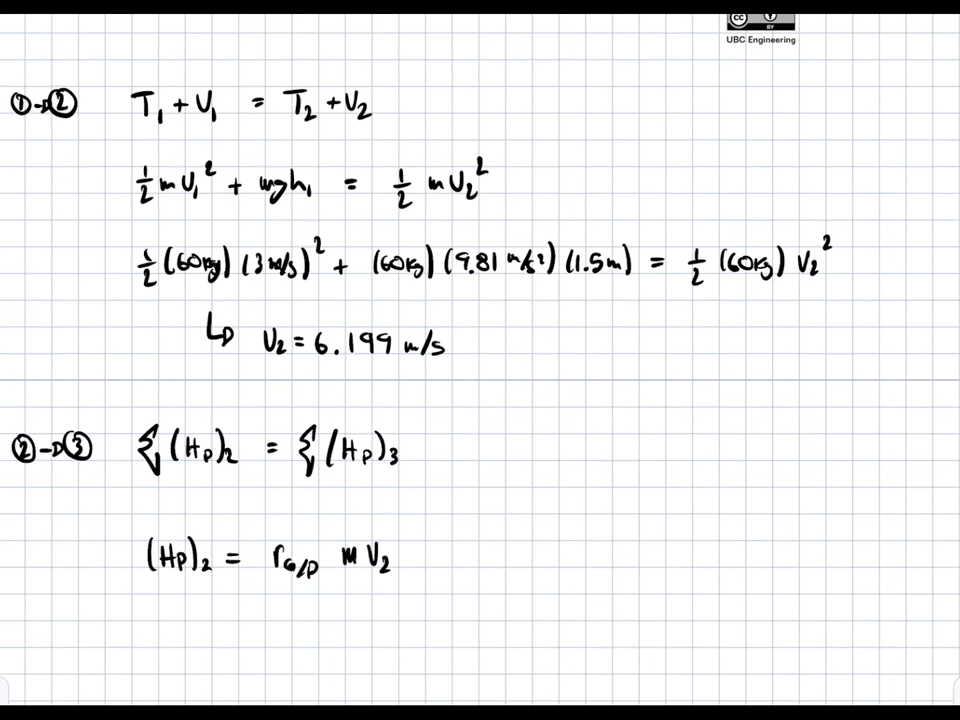 CC BY
UBC Engineering
①→② T₁ + V₁ = T₂ + V₂
½ m v₁² + mgh₁ = ½ m v₂²
½ (60kg) (3 m/s)² + (60kg) (9.81 m/s²) (1.5m) = ½ (60kg) v₂²
↳ v₂ = 6.199 m/s
②→③ Σ (Hp)₂ = Σ (Hp)₃
(Hp)₂ = r_G/P m v₂